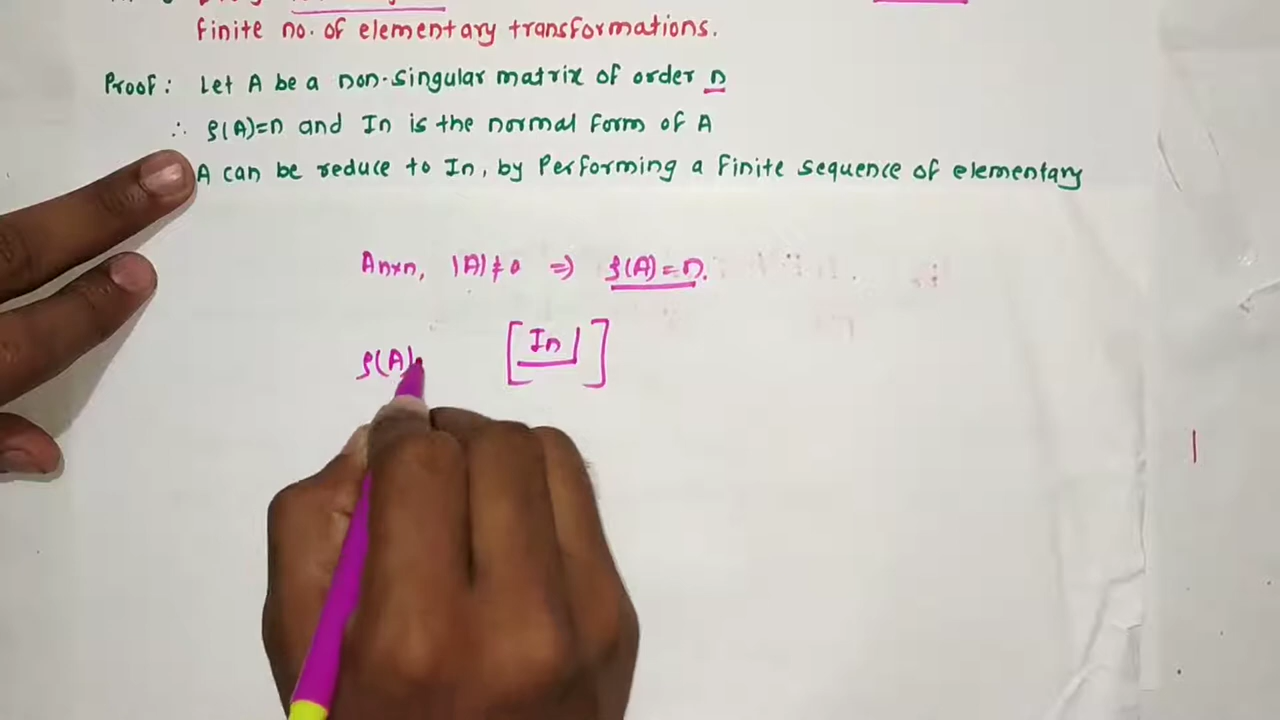 finite no. of elementary transformations.
Proof: Let A be a non-singular matrix of order n
∴ ρ(A)=n and In is the normal form of A
A can be reduce to In, by Performing a finite sequence of elementary
Anxn, |A|≠0 ⇒ ρ(A)=n.
[In]
ρ(A)